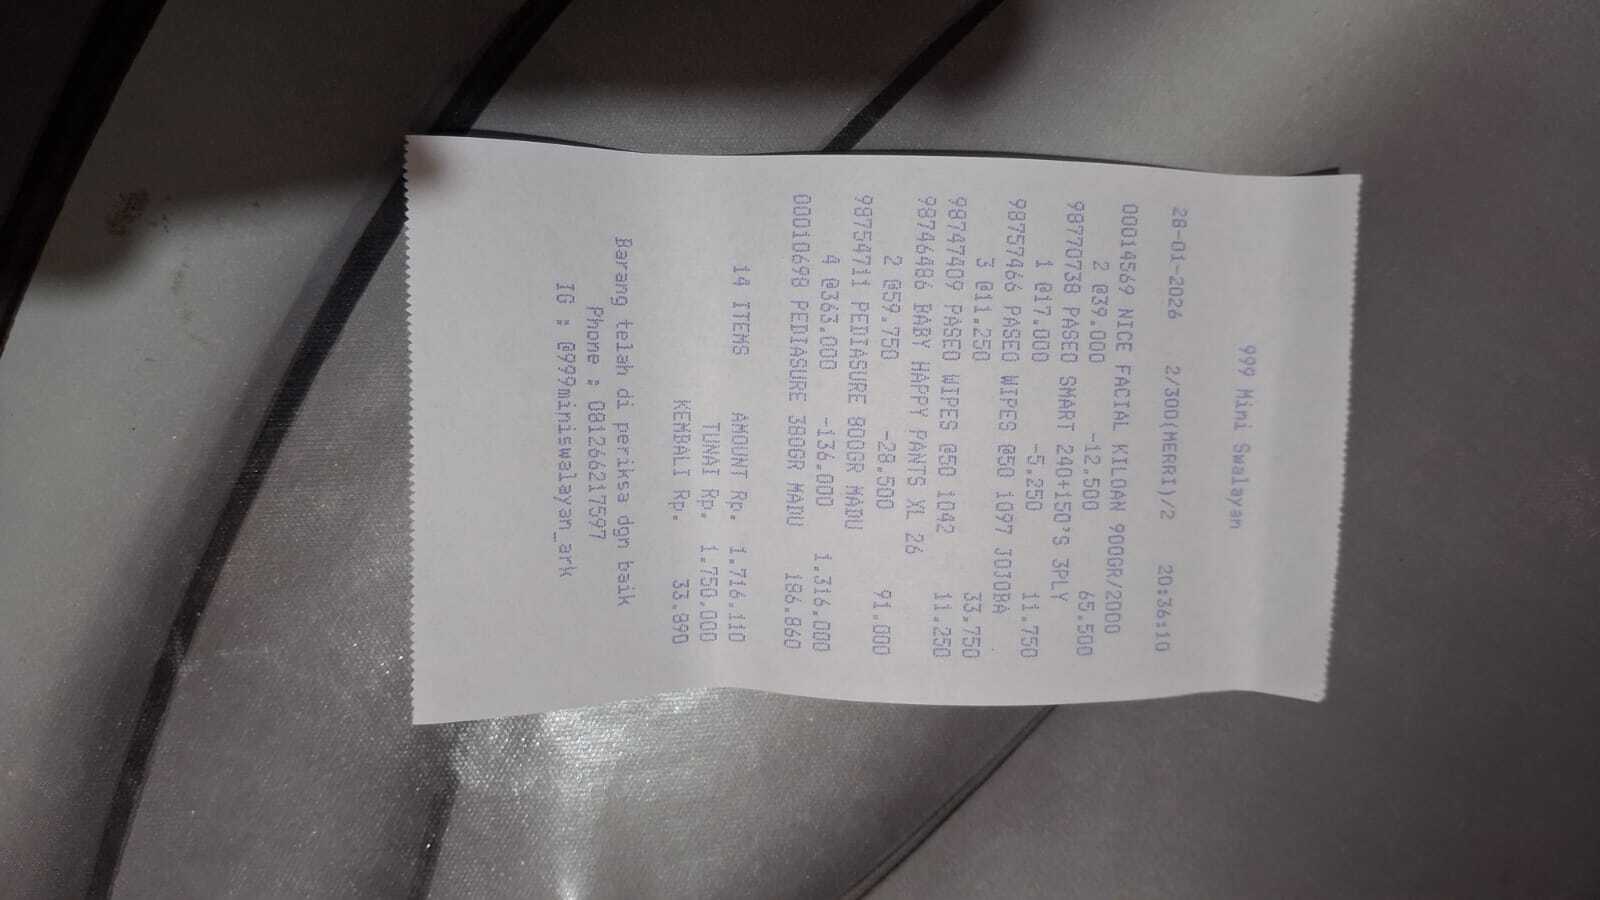 999 Mini Swalayan
28-01-2026 2/300(MERRI)/2 20:36:10
00014569 NICE FACIAL KILOAN 900GR/2000
2 @39.000 -12.500 65.500
98770738 PASEO SMART 240+150'S 3PLY
1 @17.000 -5.250 11.750
98757466 PASEO WIPES @50 1097 JOJOBA
3 @11.250 33.750
98747409 PASEO WIPES @50 1042 11.250
98746486 BABY HAPPY PANTS XL 26
2 @59.750 -28.500 91.000
98754711 PEDIASURE 800GR MADU
4 @363.000 -136.000 1.316.000
00010698 PEDIASURE 380GR MADU 186.860
14 ITEMS AMOUNT Rp. 1.716.110
TUNAI Rp. 1.750.000
KEMBALI Rp. 33.890
Barang telah di periksa dgn baik
Phone : 081266217597
IG : @999miniswalayan_ark